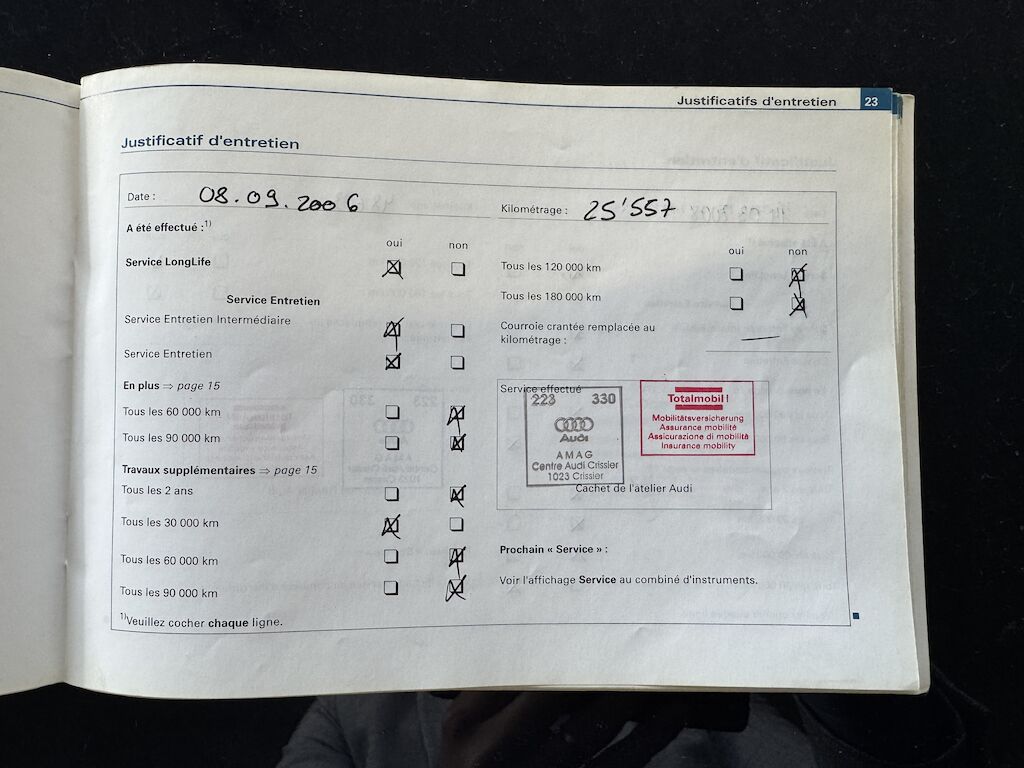 Justificatifs d'entretien 23
Justificatif d'entretien
Date : 08.09.2006
Kilométrage : 25'557
A été effectué :1)
oui non
Service LongLife
Service Entretien
Service Entretien Intermédiaire
Service Entretien
En plus ⇒ page 15
Tous les 60 000 km
Tous les 90 000 km
Travaux supplémentaires ⇒ page 15
Tous les 2 ans
Tous les 30 000 km
Tous les 60 000 km
Tous les 90 000 km
1)Veuillez cocher chaque ligne.
oui non
Tous les 120 000 km
Tous les 180 000 km
Courroie crantée remplacée au
kilométrage : —
Service effectué
223 330
Audi
AMAG
Centre Audi Crissier
1023 Crissier
Totalmobil!
Mobilitätsversicherung
Assurance mobilité
Assicurazione di mobilità
Insurance mobility
Cachet de l'atelier Audi
Prochain « Service » :
Voir l'affichage Service au combiné d'instruments.